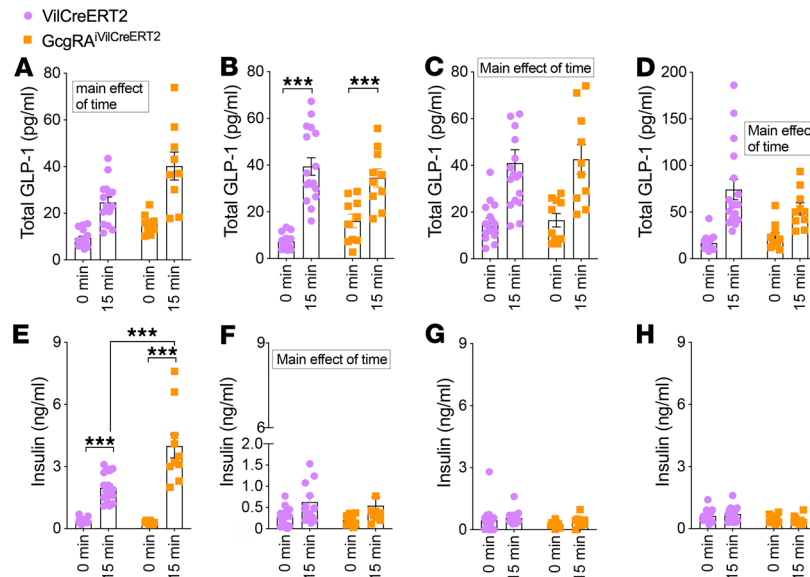 VilCreERT2
GcgRAiVilCreERT2
A
B
C
D
80
60
40
20
0
Total GLP-1 (pg/ml)
main effect
of time
0 min
15 min
0 min
15 min
80
60
40
20
0
Total GLP-1 (pg/ml)
***
***
0 min
15 min
0 min
15 min
80
60
40
20
0
Total GLP-1 (pg/ml)
Main effect of time
0 min
15 min
0 min
15 min
200
150
100
50
0
Total GLP-1 (pg/ml)
Main effec
of time
0 min
15 min
0 min
15 min
E
F
G
H
9
6
3
0
Insulin (ng/ml)
***
***
***
0 min
15 min
0 min
15 min
9
6
2.0
1.5
1.0
0.5
0
Insulin (ng/ml)
Main effect of time
0 min
15 min
0 min
15 min
9
6
3
0
Insulin (ng/ml)
0 min
15 min
0 min
15 min
9
6
3
0
Insulin (ng/ml)
0 min
15 min
0 min
15 min